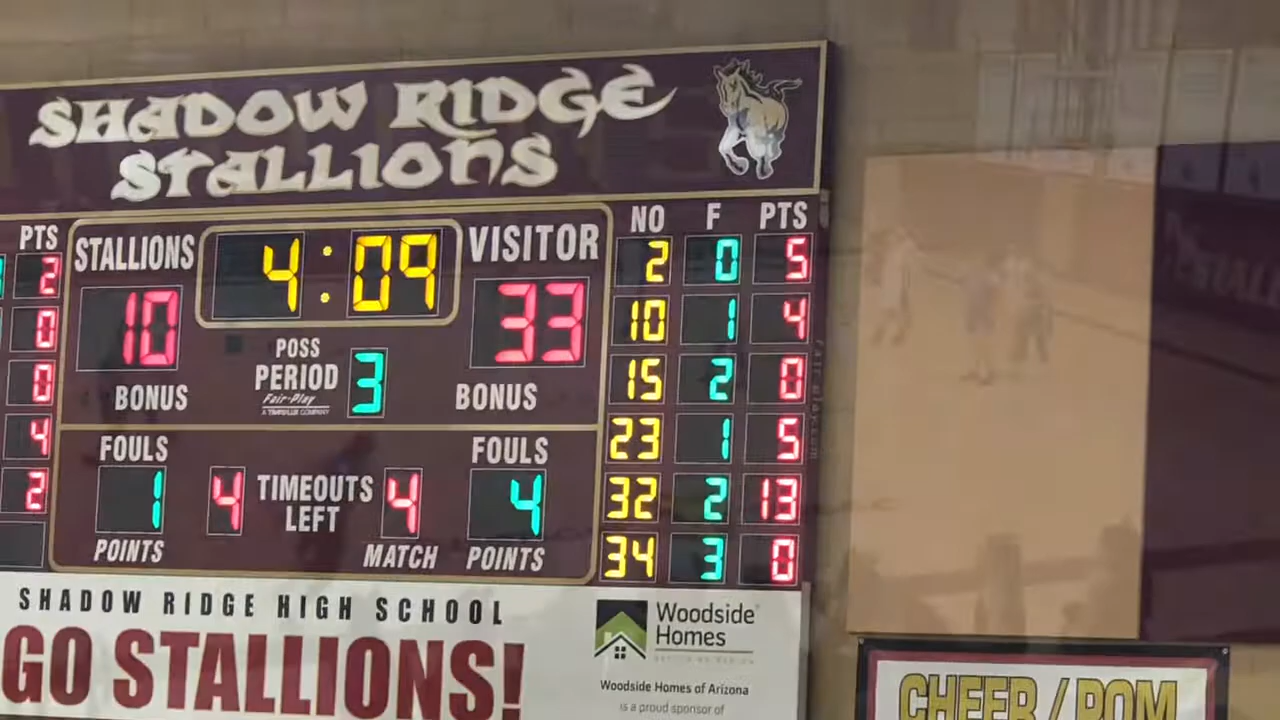 SHADOW RIDGE
STALLIONS
PTS
2
0
0
4
2
STALLIONS
4:09
VISITOR
10
33
POSS
PERIOD
3
Fair-Play
BONUS
BONUS
FOULS
FOULS
1
4
TIMEOUTS
LEFT
4
4
POINTS
MATCH
POINTS
NO F PTS
2 0 5
10 1 4
15 2 0
23 1 5
32 2 13
34 3 0
SHADOW RIDGE HIGH SCHOOL
GO STALLIONS!
Woodside
Homes
Woodside Homes of Arizona
is a proud sponsor of
CHEER / POM